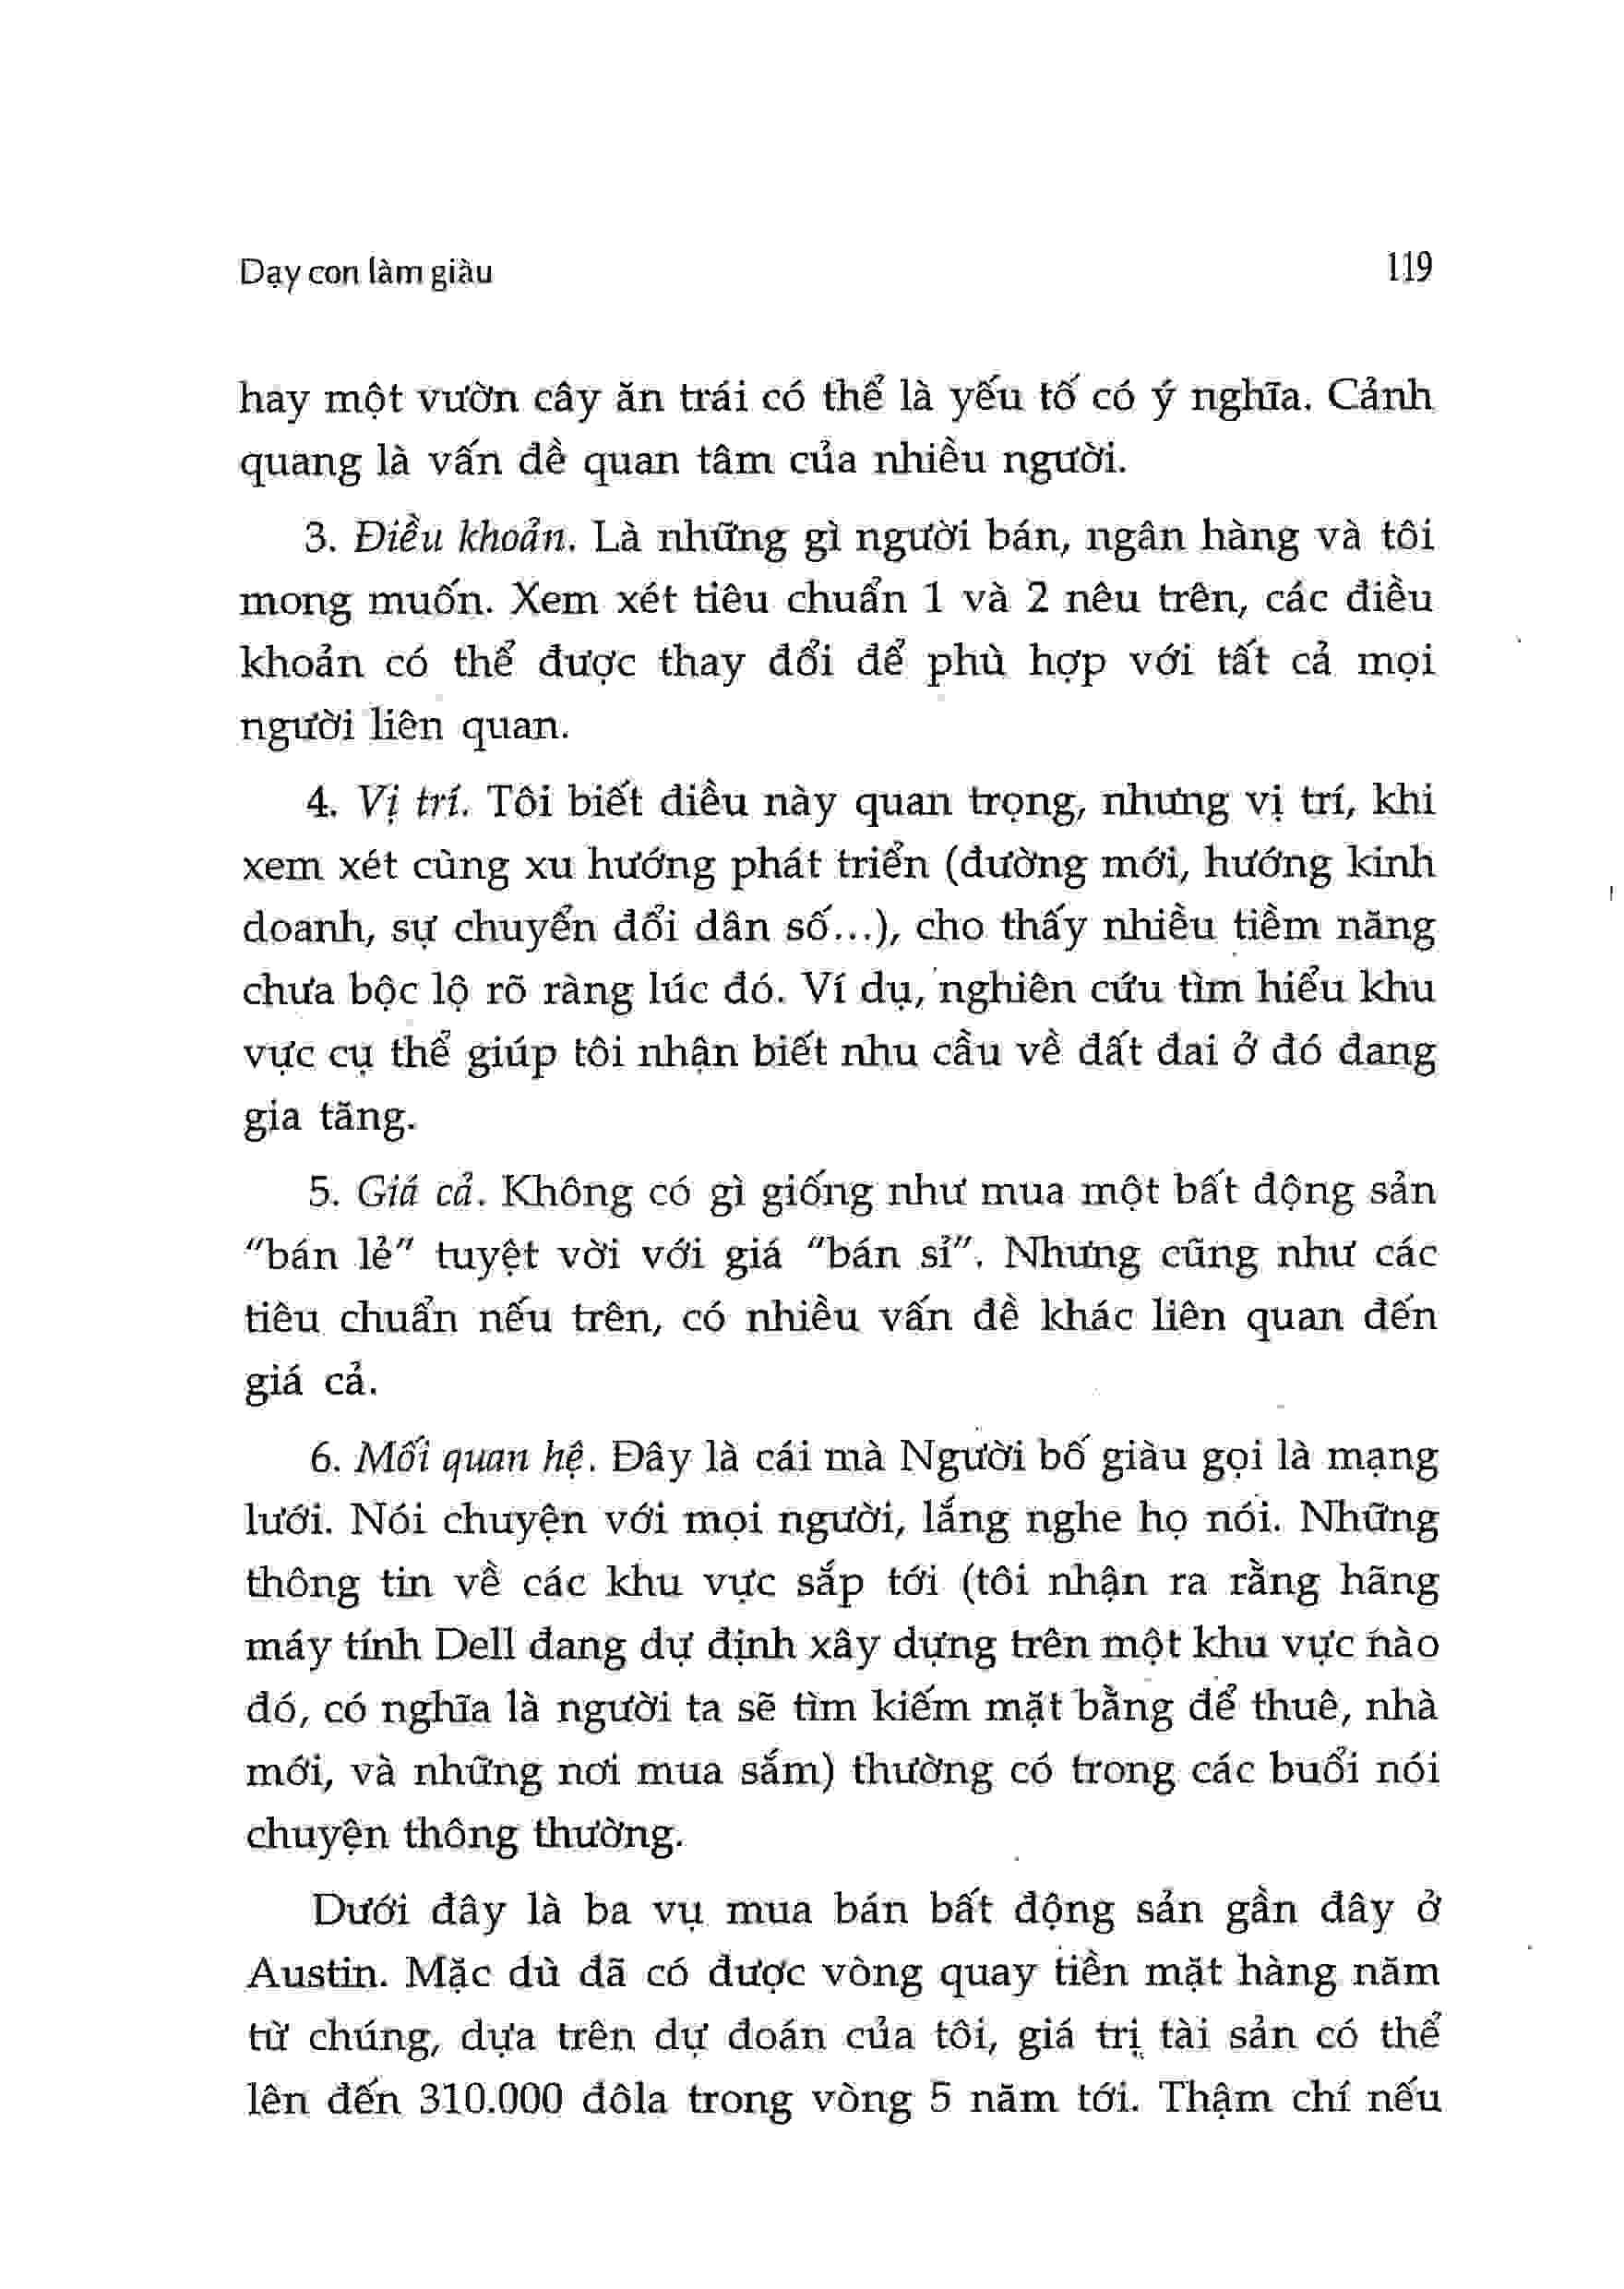 Dạy con làm giàu
119
hay một vườn cây ăn trái có thể là yếu tố có ý nghĩa. Cảnh
quang là vấn đề quan tâm của nhiều người.
3. Điều khoản. Là những gì người bán, ngân hàng và tôi
mong muốn. Xem xét tiêu chuẩn 1 và 2 nêu trên, các điều
khoản có thể được thay đổi để phù hợp với tất cả mọi
người liên quan.
4. Vị trí. Tôi biết điều này quan trọng, nhưng vị trí, khi
xem xét cùng xu hướng phát triển (đường mới, hướng kinh
doanh, sự chuyển đổi dân số...), cho thấy nhiều tiềm năng
chưa bộc lộ rõ ràng lúc đó. Ví dụ, nghiên cứu tìm hiểu khu
vực cụ thể giúp tôi nhận biết nhu cầu về đất đai ở đó đang
gia tăng.
5. Giá cả. Không có gì giống như mua một bất động sản
"bán lẻ" tuyệt vời với giá "bán sỉ". Nhưng cũng như các
tiêu chuẩn nếu trên, có nhiều vấn đề khác liên quan đến
giá cả.
6. Mối quan hệ. Đây là cái mà Người bố giàu gọi là mạng
lưới. Nói chuyện với mọi người, lắng nghe họ nói. Những
thông tin về các khu vực sắp tới (tôi nhận ra rằng hãng
máy tính Dell đang dự định xây dựng trên một khu vực nào
đó, có nghĩa là người ta sẽ tìm kiếm mặt bằng để thuê, nhà
mới, và những nơi mua sắm) thường có trong các buổi nói
chuyện thông thường.
Dưới đây là ba vụ mua bán bất động sản gần đây ở
Austin. Mặc dù đã có được vòng quay tiền mặt hàng năm
từ chúng, dựa trên dự đoán của tôi, giá trị tài sản có thể
lên đến 310.000 đôla trong vòng 5 năm tới. Thậm chí nếu